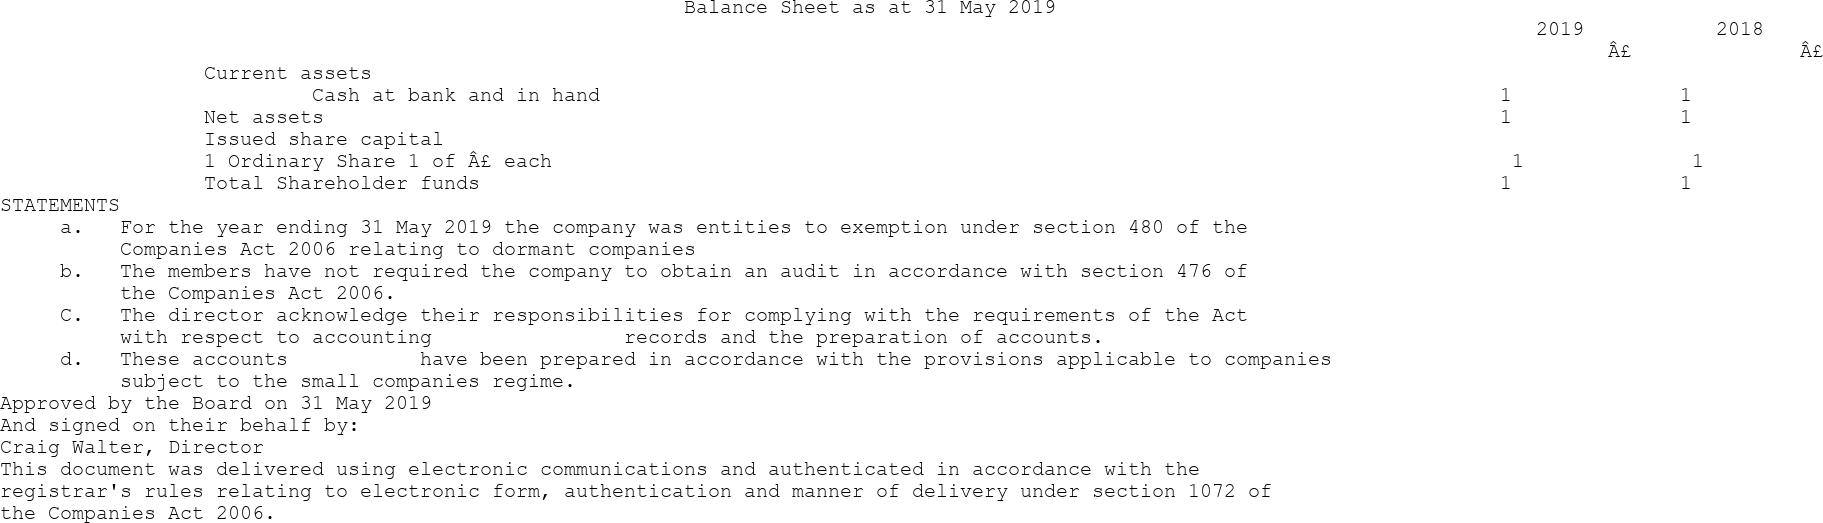 Balance Sheet as at 31 May 2019
2019 2018
Â£ Â£
Current assets
Cash at bank and in hand 1 1
Net assets 1 1
Issued share capital
1 Ordinary Share 1 of Â£ each 1 1
Total Shareholder funds 1 1
STATEMENTS
a. For the year ending 31 May 2019 the company was entities to exemption under section 480 of the
Companies Act 2006 relating to dormant companies
b. The members have not required the company to obtain an audit in accordance with section 476 of
the Companies Act 2006.
C. The director acknowledge their responsibilities for complying with the requirements of the Act
with respect to accounting records and the preparation of accounts.
d. These accounts have been prepared in accordance with the provisions applicable to companies
subject to the small companies regime.
Approved by the Board on 31 May 2019
And signed on their behalf by:
Craig Walter, Director
This document was delivered using electronic communications and authenticated in accordance with the
registrar's rules relating to electronic form, authentication and manner of delivery under section 1072 of
the Companies Act 2006.